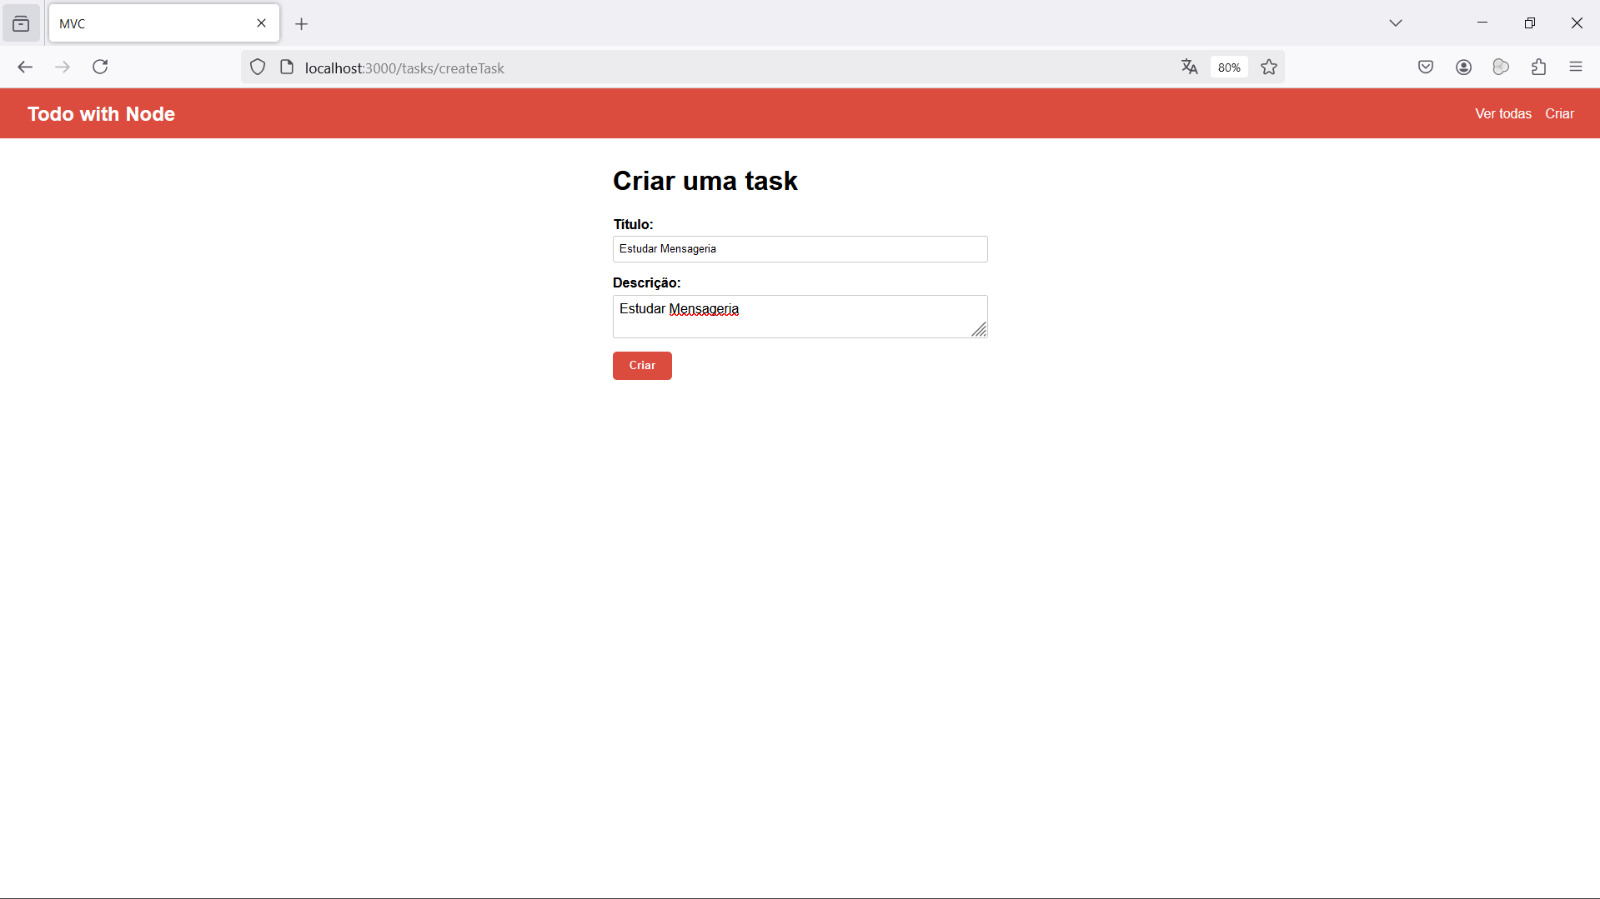 MVC
localhost:3000/tasks/createTask
80%
Todo with Node
Ver todas
Criar
Criar uma task
Título:
Estudar Mensageria
Descrição:
Estudar Mensageria
Criar